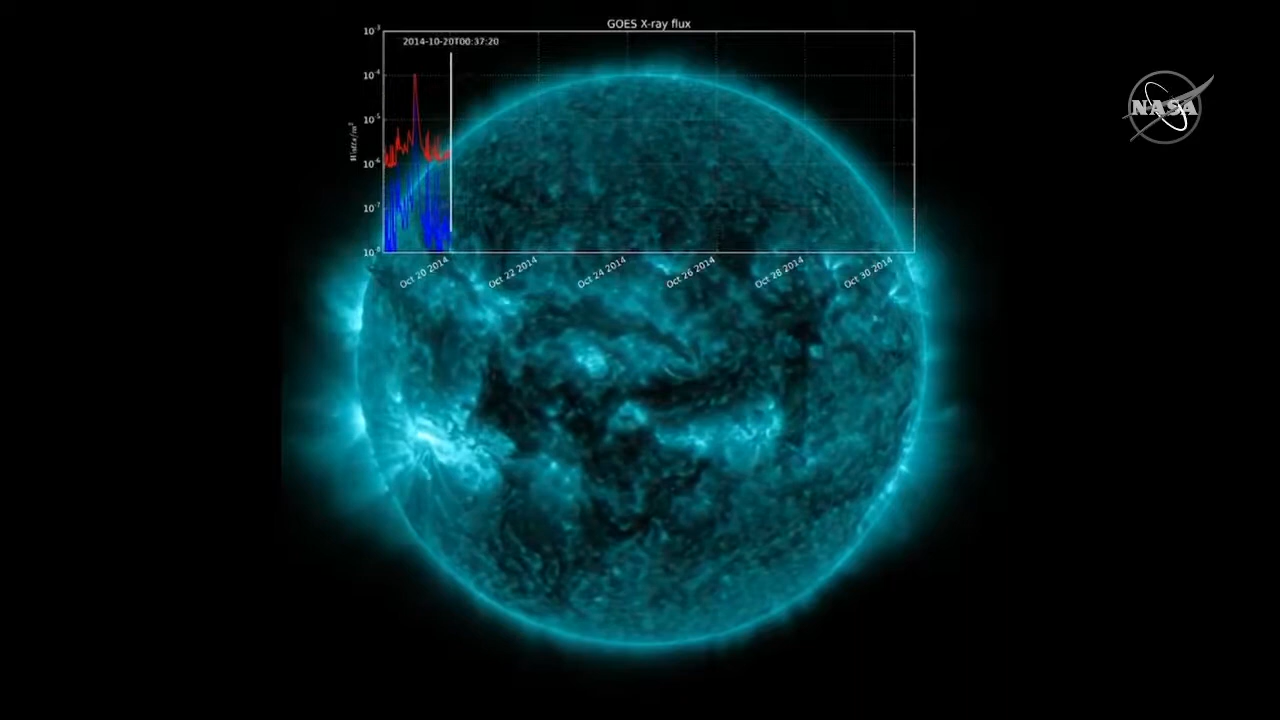 GOES X-ray flux
2014-10-20T00:37:20
10⁻³
10⁻⁴
10⁻⁵
10⁻⁶
10⁻⁷
10⁻⁸
Watts/m²
Oct 20 2014
Oct 22 2014
Oct 24 2014
Oct 26 2014
Oct 28 2014
Oct 30 2014
NASA